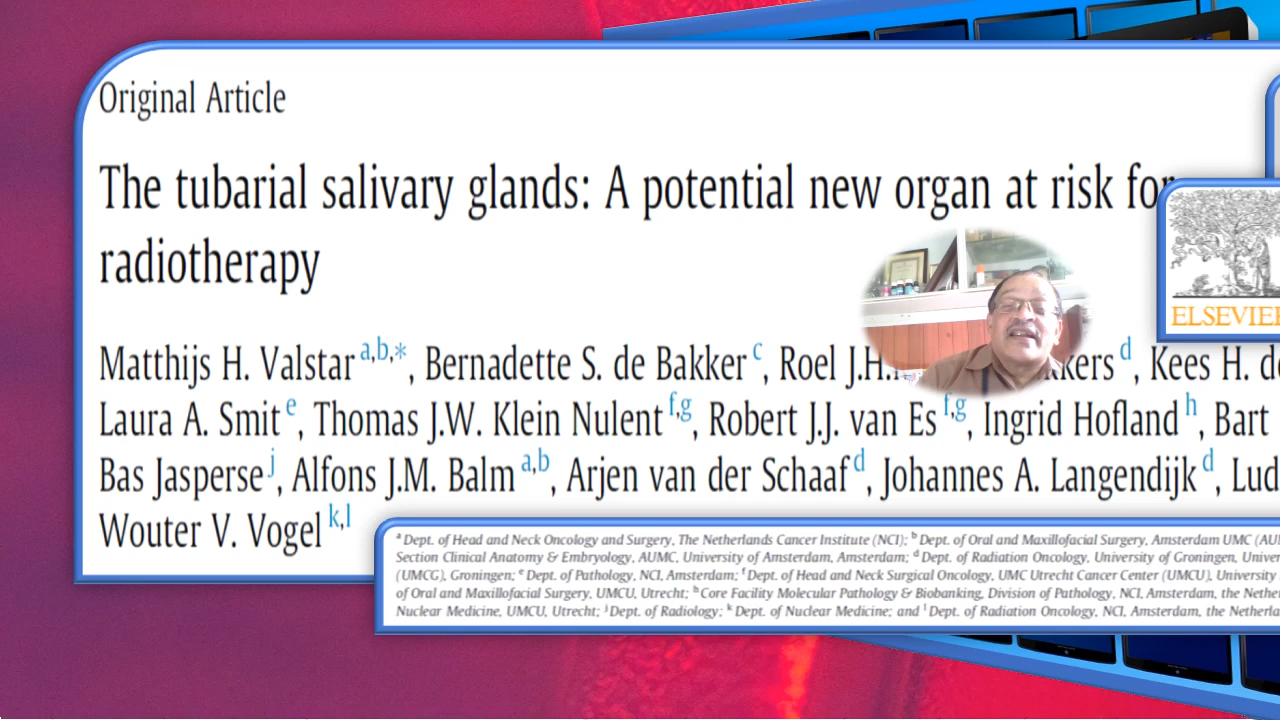 Original Article
The tubarial salivary glands: A potential new organ at risk for
radiotherapy
ELSEVIER
Matthijs H. Valstar a,b,*, Bernadette S. de Bakker c, Roel J.H. d, Kees H. de
Laura A. Smit e, Thomas J.W. Klein Nulent f,g, Robert J.J. van Es f,g, Ingrid Hofland h, Bart
Bas Jasperse j, Alfons J.M. Balm a,b, Arjen van der Schaaf d, Johannes A. Langendijk d, Lud
Wouter V. Vogel k,l
a Dept. of Head and Neck Oncology and Surgery, The Netherlands Cancer Institute (NCI); b Dept. of Oral and Maxillofacial Surgery, Amsterdam UMC (AU
Section Clinical Anatomy & Embryology, AUMC, University of Amsterdam, Amsterdam; d Dept. of Radiation Oncology, University of Groningen, Univer
(UMCG), Groningen; e Dept. of Pathology, NCI, Amsterdam; f Dept. of Head and Neck Surgical Oncology, UMC Utrecht Cancer Center (UMCU), University
of Oral and Maxillofacial Surgery, UMCU, Utrecht; h Core Facility Molecular Pathology & Biobanking, Division of Pathology, NCI, Amsterdam, the Nether
Nuclear Medicine, UMCU, Utrecht; j Dept. of Radiology; k Dept. of Nuclear Medicine; and l Dept. of Radiation Oncology, NCI, Amsterdam, the Netherla